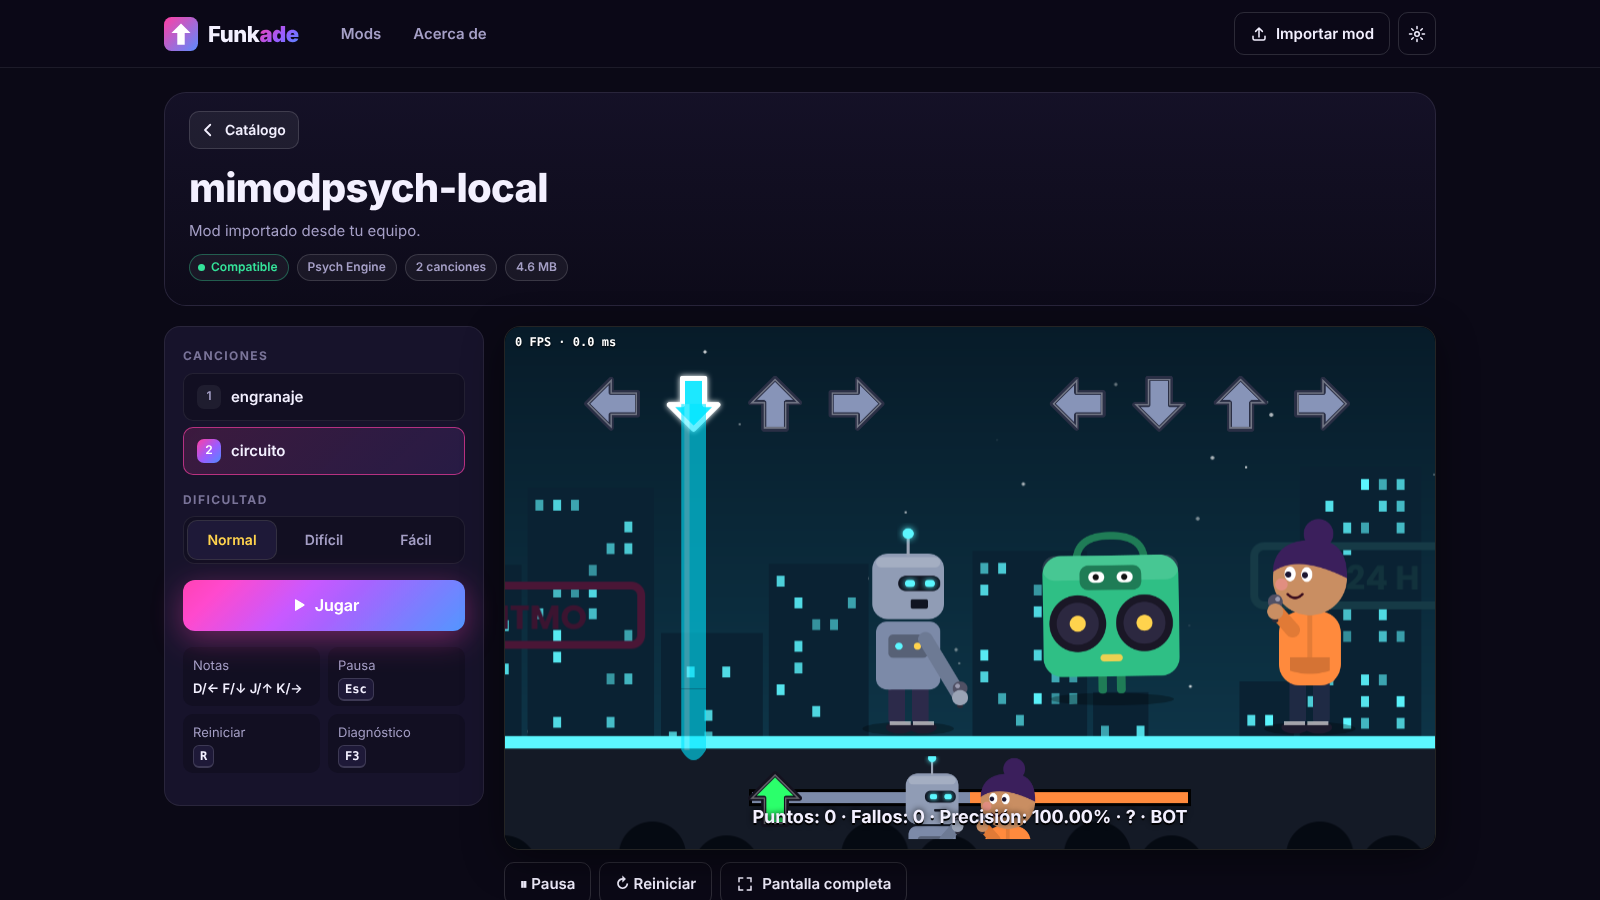 Funkade
Mods
Acerca de
Importar mod
Catálogo
mimodpsych-local
Mod importado desde tu equipo.
Compatible
Psych Engine
2 canciones
4.6 MB
CANCIONES
1 engranaje
2 circuito
DIFICULTAD
Normal
Difícil
Fácil
Jugar
Notas
D/← F/↓ J/↑ K/→
Pausa
Esc
Reiniciar
R
Diagnóstico
F3
0 FPS · 0.0 ms
TMO
24 H
Puntos: 0 · Fallos: 0 · Precisión: 100.00% · ? · BOT
Pausa
Reiniciar
Pantalla completa